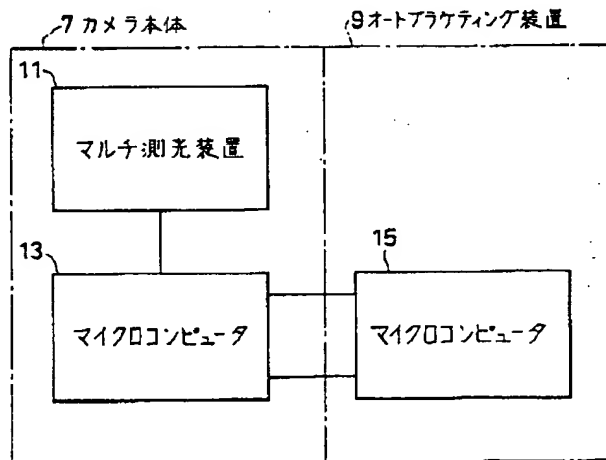 7 カメラ本体
9 オートブラケティング装置
11
マルチ測光装置
13
マイクロコンピュータ
15
マイクロコンピュータ